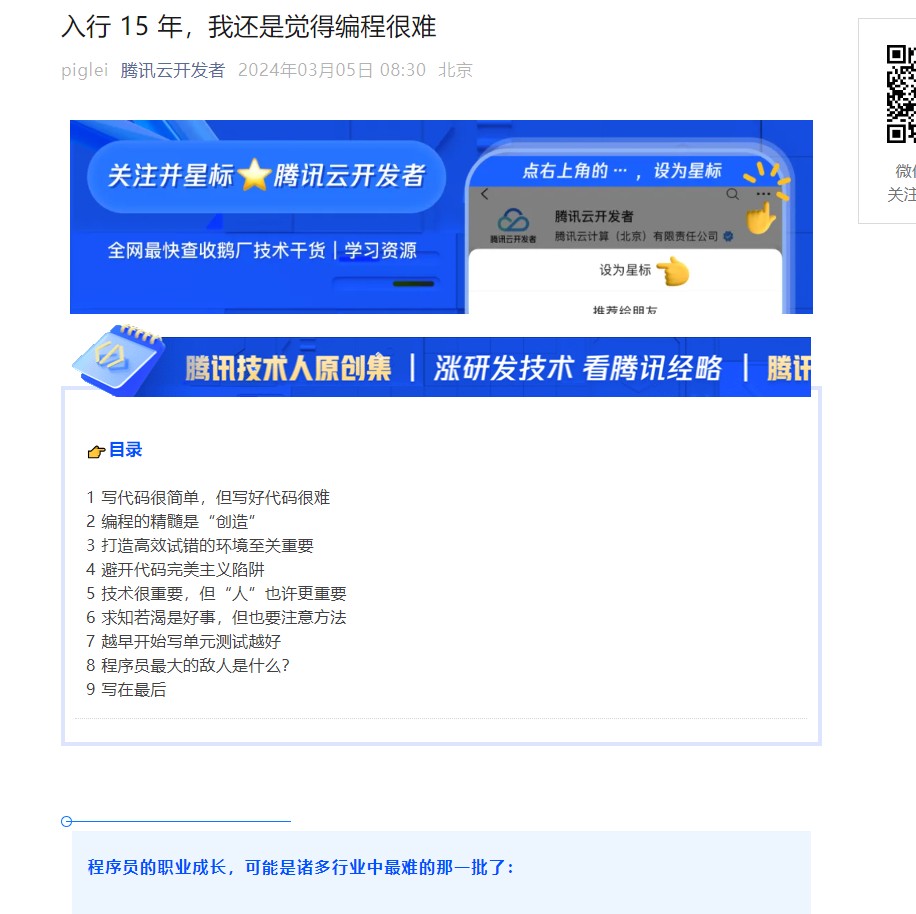 入行 15 年，我还是觉得编程很难
piglei 腾讯云开发者 2024年03月05日 08:30 北京
关注并星标⭐腾讯云开发者
全网最快查收鹅厂技术干货 | 学习资源
点右上角的 ··· ，设为星标
腾讯云开发者
腾讯云开发者
腾讯云计算（北京）有限责任公司
设为星标
推荐给朋友
腾讯技术人原创集 | 涨研发技术 看腾讯经略 | 腾讯
👉目录
1 写代码很简单，但写好代码很难
2 编程的精髓是“创造”
3 打造高效试错的环境至关重要
4 避开代码完美主义陷阱
5 技术很重要，但“人”也许更重要
6 求知若渴是好事，但也要注意方法
7 越早开始写单元测试越好
8 程序员最大的敌人是什么？
9 写在最后
程序员的职业成长，可能是诸多行业中最难的那一批了：
微
关注